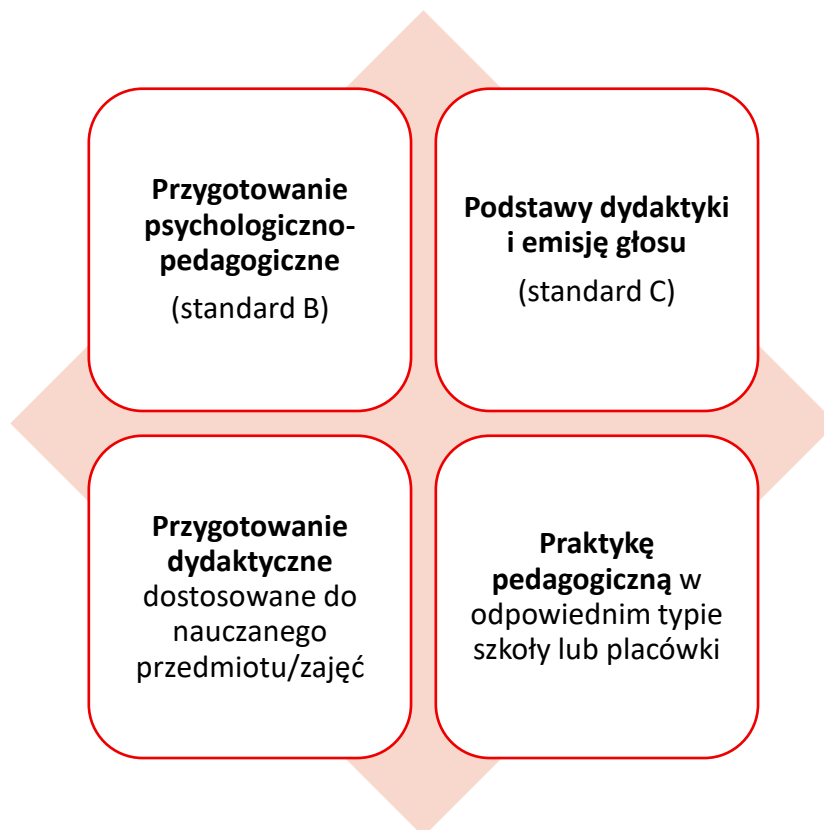 Przygotowanie
psychologiczno-
pedagogiczne
(standard B)
Podstawy dydaktyki
i emisję głosu
(standard C)
Przygotowanie
dydaktyczne
dostosowane do
nauczanego
przedmiotu/zajęć
Praktykę
pedagogiczną w
odpowiednim typie
szkoły lub placówki